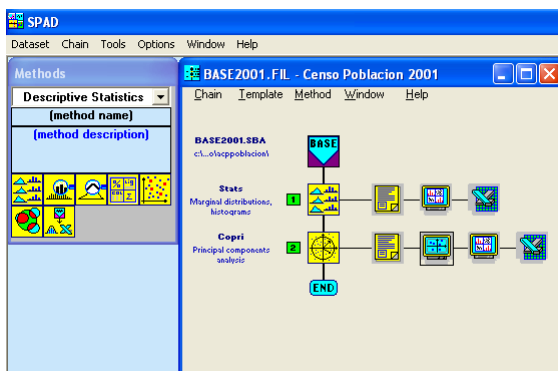 SPAD
Dataset Chain Tools Options Window Help
Methods
Descriptive Statistics
(method name)
(method description)
BASE2001.FIL - Censo Poblacion 2001
Chain Template Method Window Help
BASE2001.SBA
c:\...o\acppoblacion\
BASE
Stats
Marginal distributions,
histograms
1
Copri
Principal components
analysis
2
END